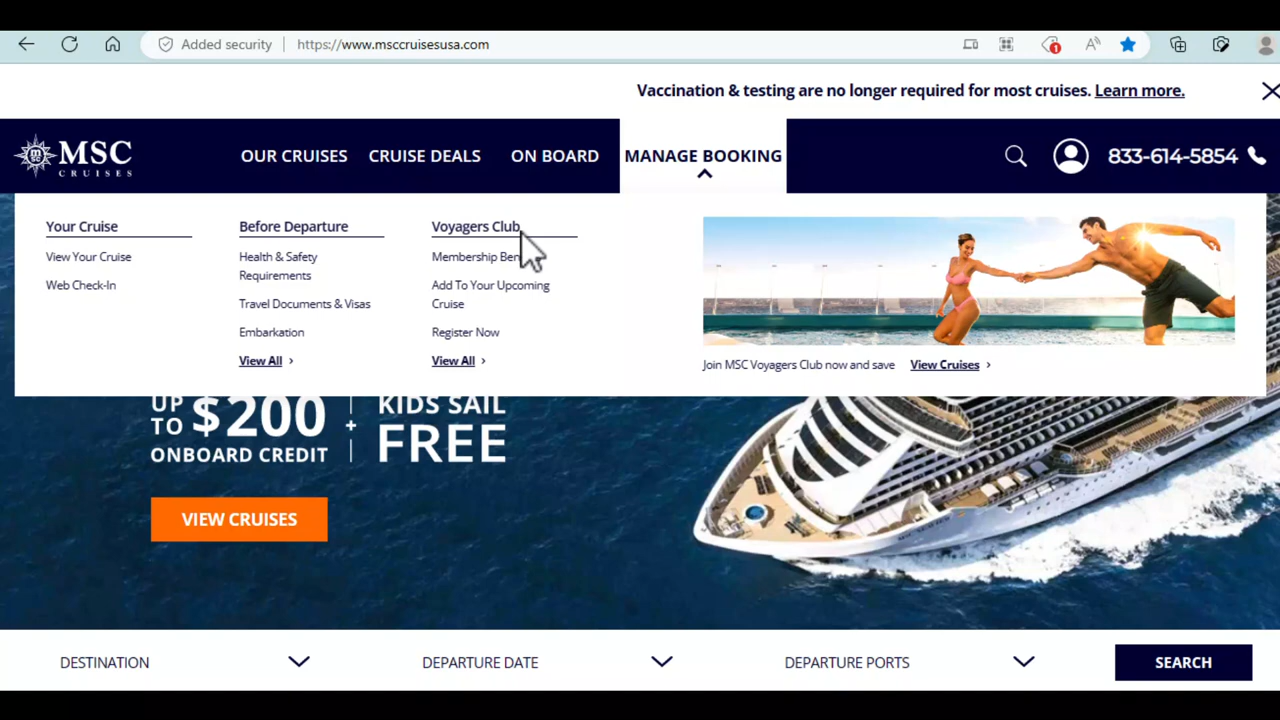 Added security
https://www.msccruisesusa.com
1
Vaccination & testing are no longer required for most cruises. Learn more.
MSC
CRUISES
OUR CRUISES
CRUISE DEALS
ON BOARD
MANAGE BOOKING
833-614-5854
Your Cruise
View Your Cruise
Web Check-In
Before Departure
Health & Safety
Requirements
Travel Documents & Visas
Embarkation
View All
Voyagers Club
Membership Ben
Add To Your Upcoming
Cruise
Register Now
View All
Join MSC Voyagers Club now and save View Cruises
UP
TO $200
ONBOARD CREDIT
+
KIDS SAIL
FREE
VIEW CRUISES
DESTINATION
DEPARTURE DATE
DEPARTURE PORTS
SEARCH